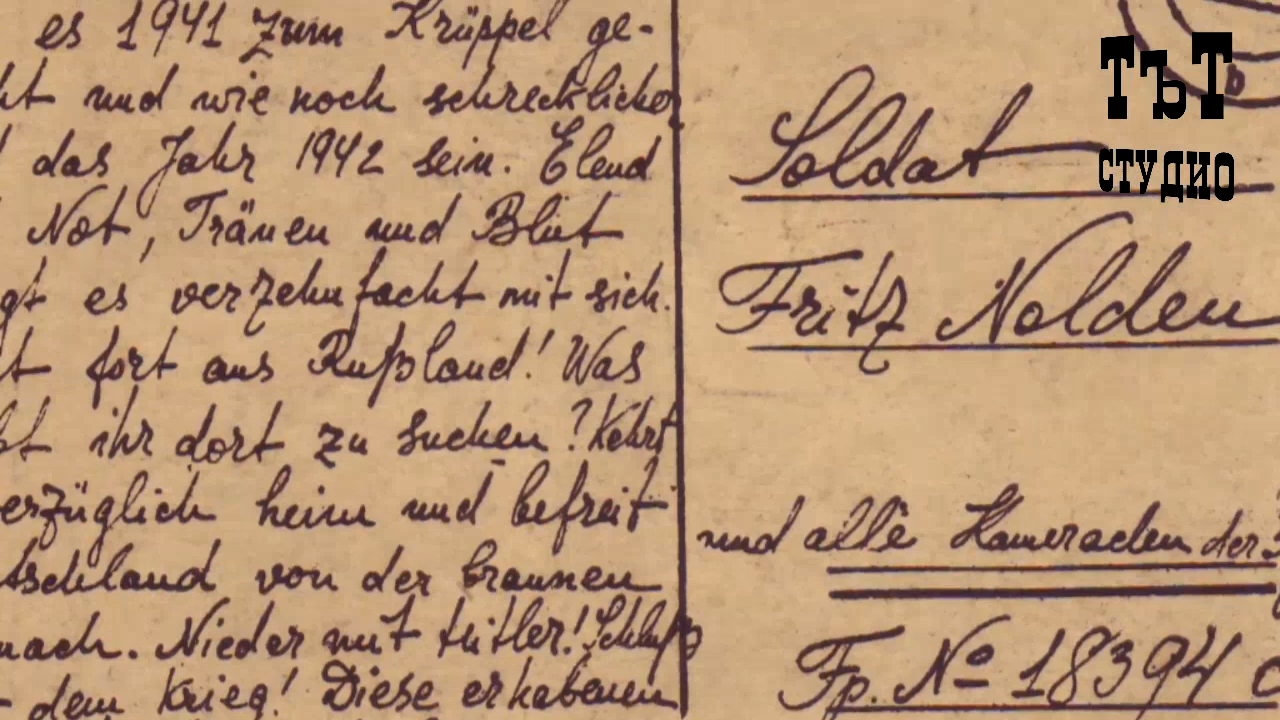 es 1941 zum Krüppel ge-
ht und wie noch schrecklicher
das Jahr 1942 sein. Elend
Not, Tränen und Blut
gt es verzehnfacht mit sich.
t fort aus Rußland! Was
bt ihr dort zu suchen? Kehrt
erzüglich heim und befreit
tschland von der braunen
mach. Nieder mit Hitler! Schluß
dem Krieg! Diese erhabenen
Soldat
Fritz Nolden
und alle Kameraden der
Fp. No 18394
ТЪТ
СТУДИО